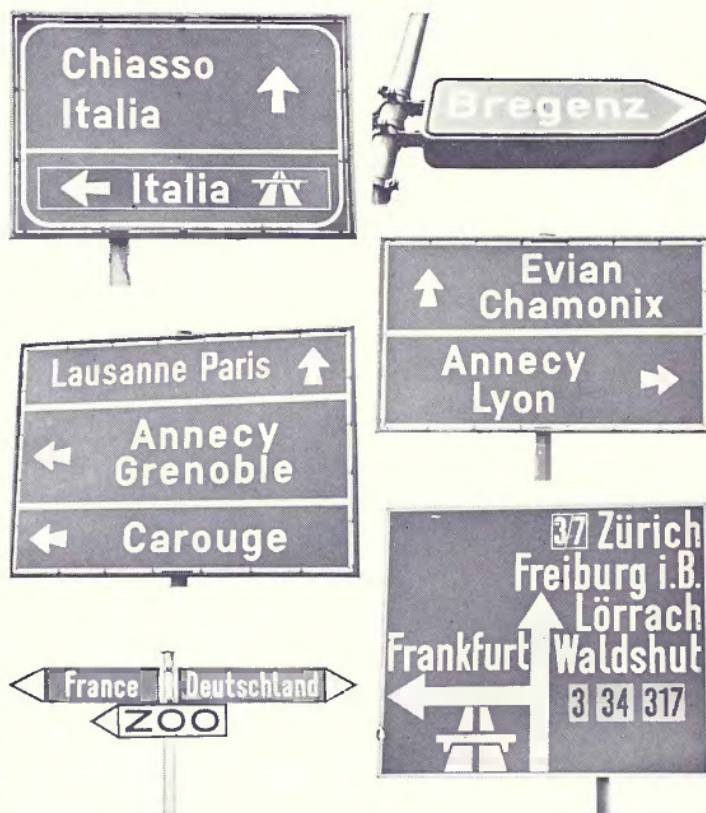 Chiasso
Italia
Italia
Bregenz
Evian
Chamonix
Annecy
Lyon
Lausanne Paris
Annecy
Grenoble
Carouge
3/7 Zürich
Freiburg i.B.
Lörrach
Frankfurt Waldshut
3 34 317
France Deutschland
ZOO